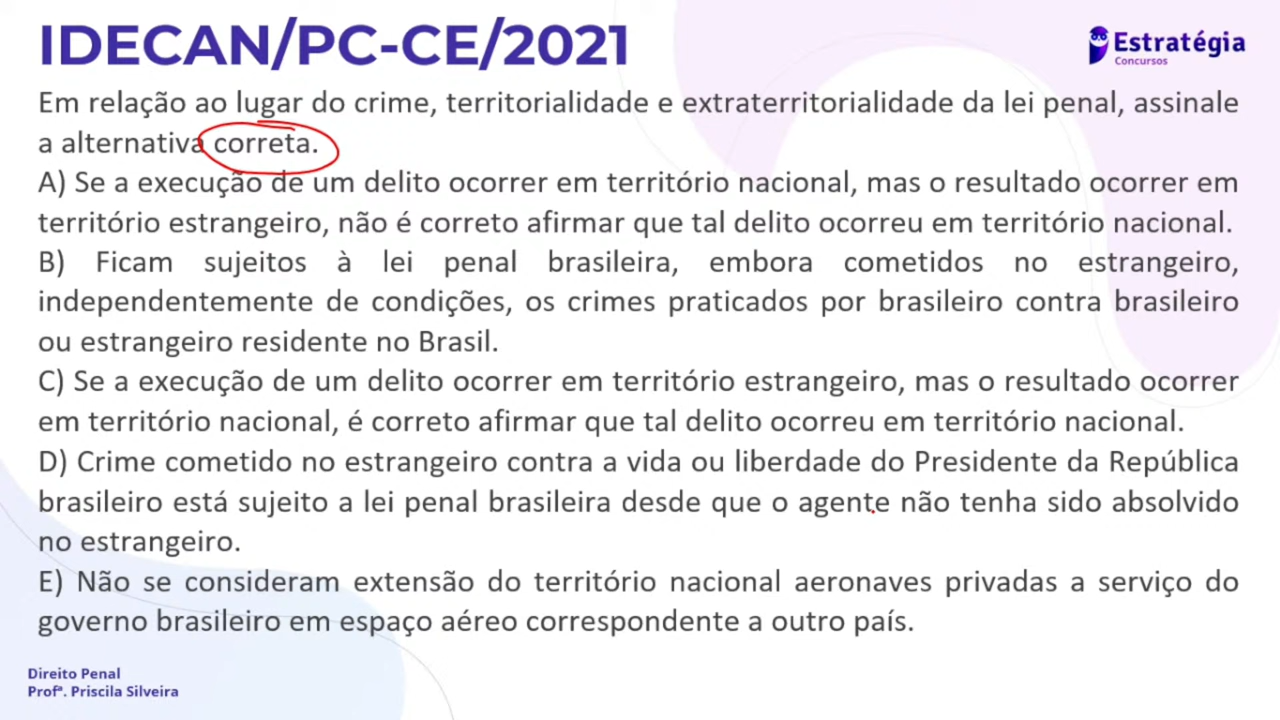 IDECAN/PC-CE/2021
Estratégia
Concursos
Em relação ao lugar do crime, territorialidade e extraterritorialidade da lei penal, assinale
a alternativa correta.
A) Se a execução de um delito ocorrer em território nacional, mas o resultado ocorrer em
território estrangeiro, não é correto afirmar que tal delito ocorreu em território nacional.
B) Ficam sujeitos à lei penal brasileira, embora cometidos no estrangeiro,
independentemente de condições, os crimes praticados por brasileiro contra brasileiro
ou estrangeiro residente no Brasil.
C) Se a execução de um delito ocorrer em território estrangeiro, mas o resultado ocorrer
em território nacional, é correto afirmar que tal delito ocorreu em território nacional.
D) Crime cometido no estrangeiro contra a vida ou liberdade do Presidente da República
brasileiro está sujeito a lei penal brasileira desde que o agente não tenha sido absolvido
no estrangeiro.
E) Não se consideram extensão do território nacional aeronaves privadas a serviço do
governo brasileiro em espaço aéreo correspondente a outro país.
Direito Penal
Profª. Priscila Silveira